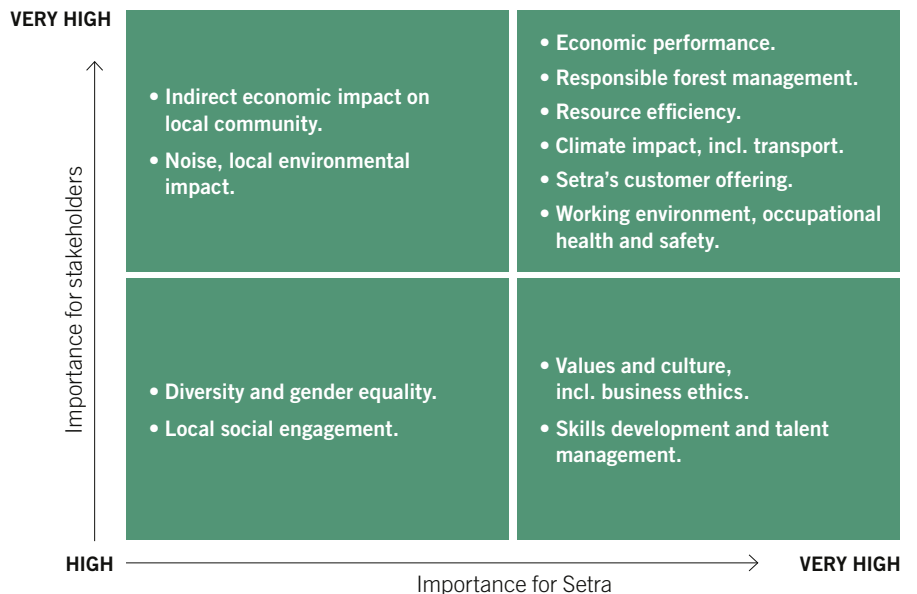 VERY HIGH
Importance for stakeholders
• Indirect economic impact on
local community.
• Noise, local environmental
impact.
• Economic performance.
• Responsible forest management.
• Resource efficiency.
• Climate impact, incl. transport.
• Setra’s customer offering.
• Working environment, occupational
health and safety.
• Diversity and gender equality.
• Local social engagement.
• Values and culture,
incl. business ethics.
• Skills development and talent
management.
HIGH
VERY HIGH
Importance for Setra